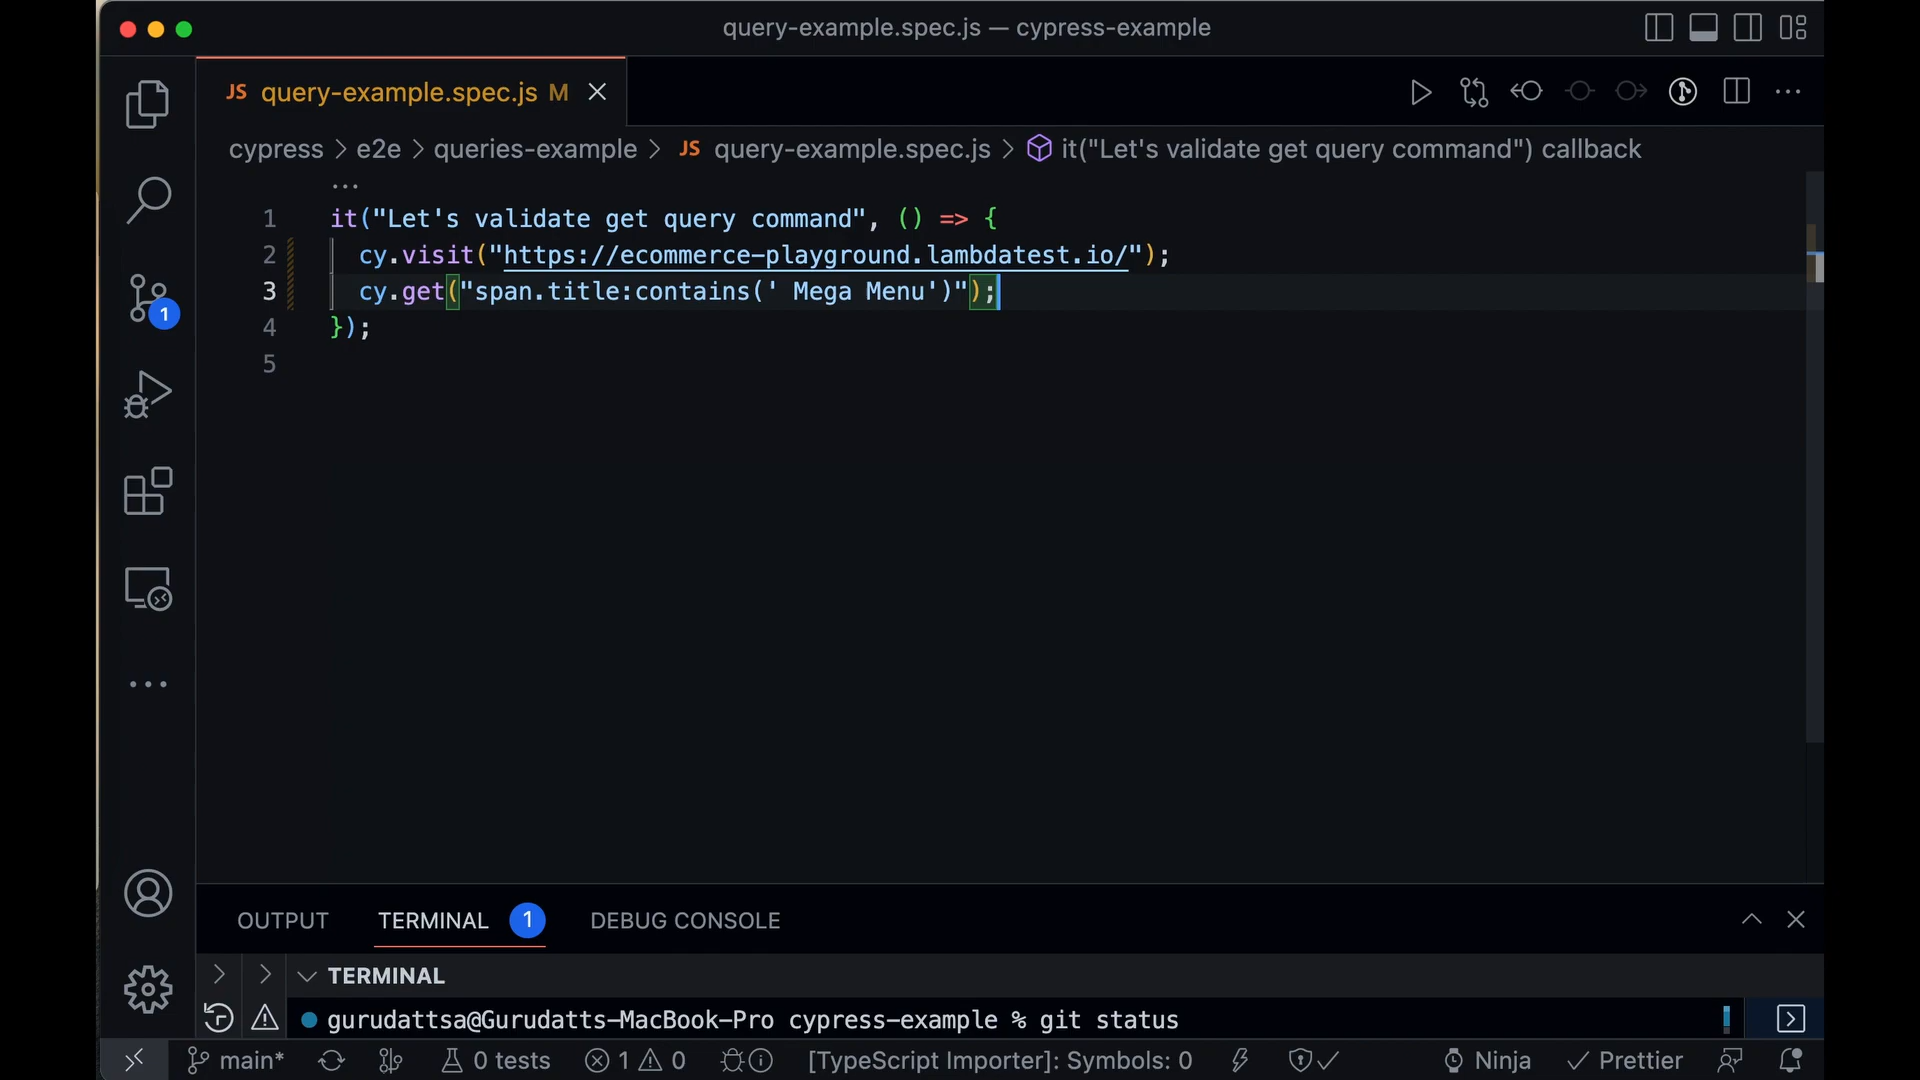 query-example.spec.js — cypress-example
JS query-example.spec.js M
cypress > e2e > queries-example > JS query-example.spec.js > it("Let's validate get query command") callback
...
1 it("Let's validate get query command", () => {
2 cy.visit("https://ecommerce-playground.lambdatest.io/");
3 cy.get("span.title:contains(' Mega Menu')");
4 });
5
1
OUTPUT TERMINAL 1 DEBUG CONSOLE
TERMINAL
gurudattsa@Gurudatts-MacBook-Pro cypress-example % git status
main* 0 tests 1 0 [TypeScript Importer]: Symbols: 0 Ninja Prettier